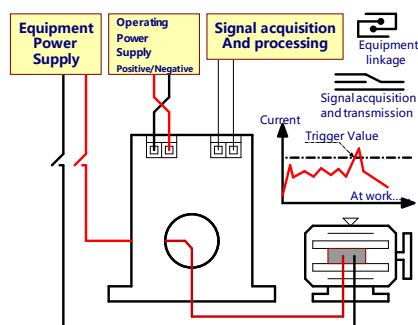 Equipment
Power
Supply
Operating
Power
Supply
Positive/Negative
Signal acquisition
And processing
Equipment
linkage
Signal acquisition
and transmission
Current
Trigger Value
At work...